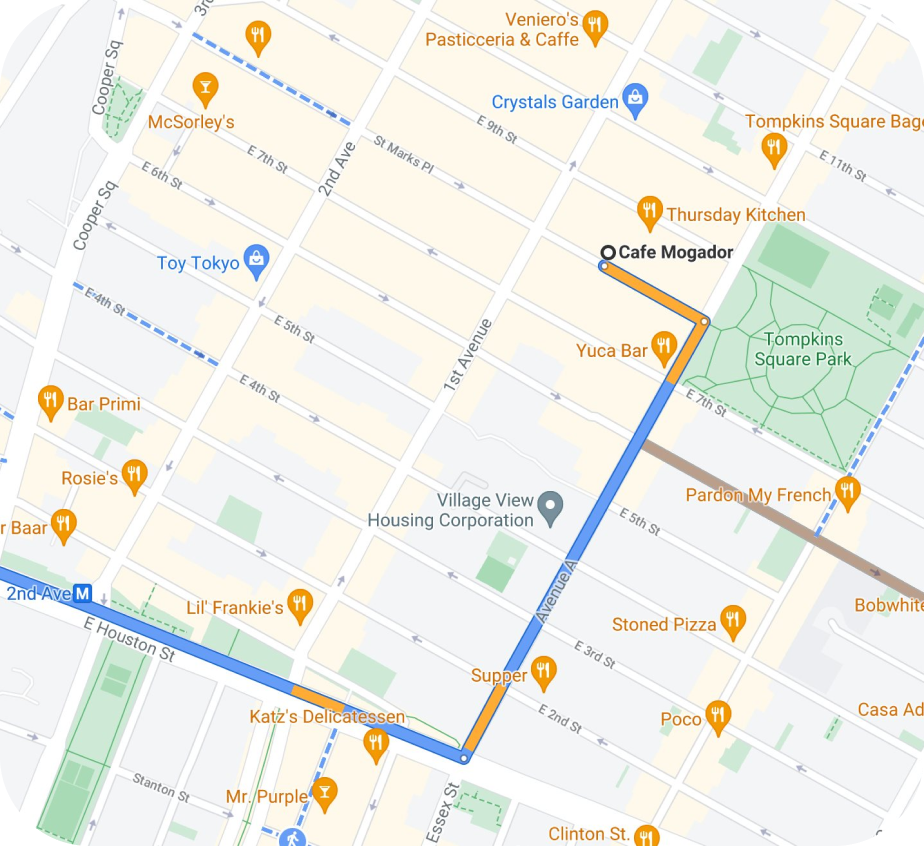 3rd
Veniero's
Pasticceria & Caffe
Cooper Sq
McSorley's
Crystals Garden
Tompkins Square Bage
E 9th St
E 7th St
St Marks Pl
E 11th St
E 6th St
2nd Ave
Cooper Sq
Thursday Kitchen
Cafe Mogador
Toy Tokyo
E 4th St
E 5th St
1st Avenue
Yuca Bar
Tompkins
Square Park
E 4th St
E 7th St
Bar Primi
Rosie's
Village View
Housing Corporation
Pardon My French
E 5th St
r Baar
2nd Ave M
Avenue A
Lil' Frankie's
Bobwhite
E Houston St
Stoned Pizza
E 3rd St
Supper
Katz's Delicatessen
E 2nd St
Poco
Casa Ad
Stanton St
Mr. Purple
Essex St
Clinton St.